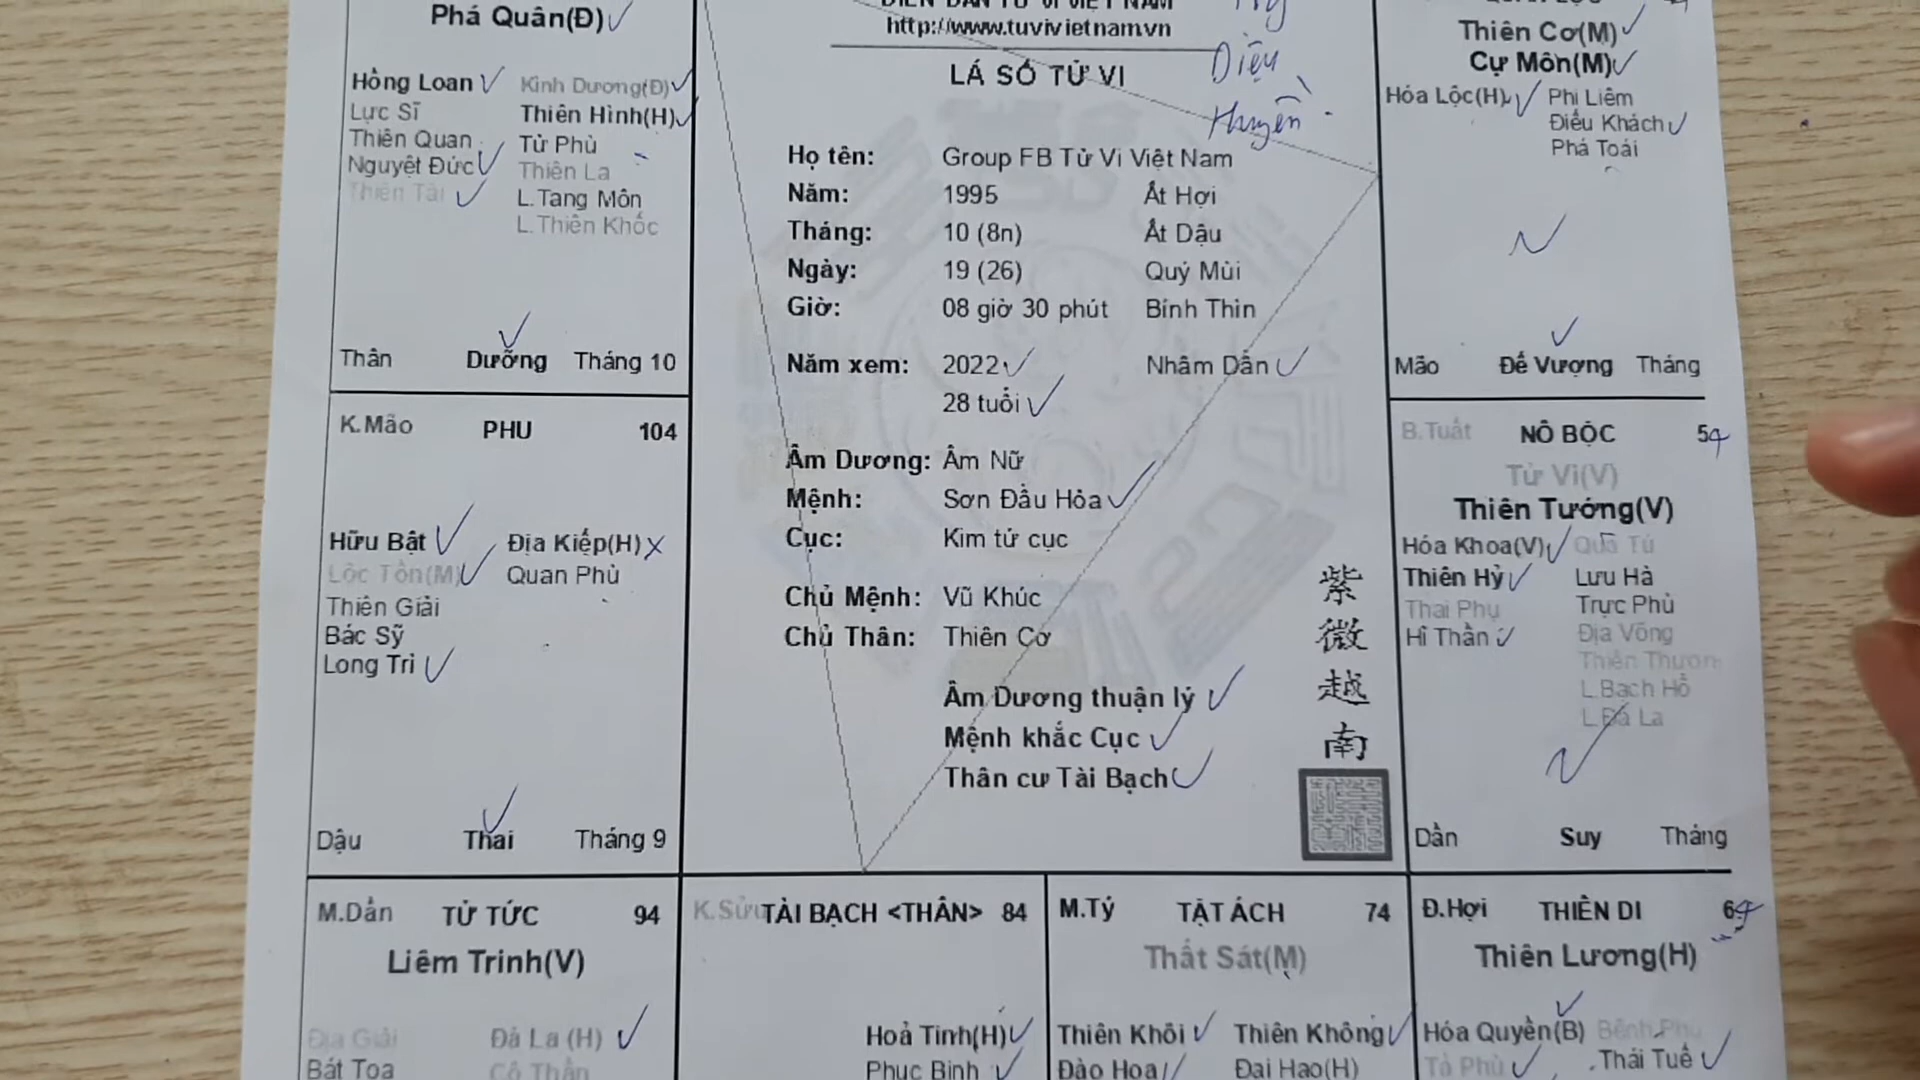 Phá Quân(Đ)
Hồng Loan
Kình Dương(Đ)
Lực Sĩ
Thiên Hình(H)
Thiên Quan
Tử Phù
Nguyệt Đức
Thiên La
Thiên Tài
L.Tang Môn
L.Thiên Khốc
Thân Dưỡng Tháng 10
http://www.tuvivietnam.vn
Diệu
Huyền
LÁ SỐ TỬ VI
Họ tên: Group FB Tử Vi Việt Nam
Năm: 1995 Ất Hợi
Tháng: 10 (8n) Ất Dậu
Ngày: 19 (26) Quý Mùi
Giờ: 08 giờ 30 phút Bính Thìn
Năm xem: 2022 Nhâm Dần
28 tuổi
Âm Dương: Âm Nữ
Mệnh: Sơn Đầu Hỏa
Cục: Kim tứ cục
Chủ Mệnh: Vũ Khúc
Chủ Thân: Thiên Cơ
Âm Dương thuận lý
Mệnh khắc Cục
Thân cư Tài Bạch
紫
微
越
南
Thiên Cơ(M)
Cự Môn(M)
Hóa Lộc(H)
Phi Liêm
Điếu Khách
Phá Toái
Mão Đế Vượng Tháng
K.Mão PHU 104
Hữu Bật
Địa Kiếp(H)
Lộc Tồn(M)
Quan Phù
Thiên Giải
Bác Sỹ
Long Trì
Dậu Thai Tháng 9
B.Tuất NÔ BỘC 54
Tử Vi(V)
Thiên Tướng(V)
Hóa Khoa(V)
Quả Tú
Thiên Hỷ
Lưu Hà
Thai Phụ
Trực Phù
Hỉ Thần
Địa Võng
Thiên Thươn
L.Bạch Hổ
L.Đà La
Dần Suy Tháng
M.Dần TỬ TỨC 94
Liêm Trinh(V)
Địa Giải
Đà La (H)
Bát Tọa
Cô Thần
K.Sửu TÀI BẠCH <THÂN> 84
Hoả Tinh(H)
Phục Binh
M.Tý TẬT ÁCH 74
Thất Sát(M)
Thiên Khôi
Thiên Không
Đào Hoa
Đại Hao(H)
Đ.Hợi THIÊN DI 64
Thiên Lương(H)
Hóa Quyền(B)
Bệnh Phù
Tả Phù
Thái Tuế